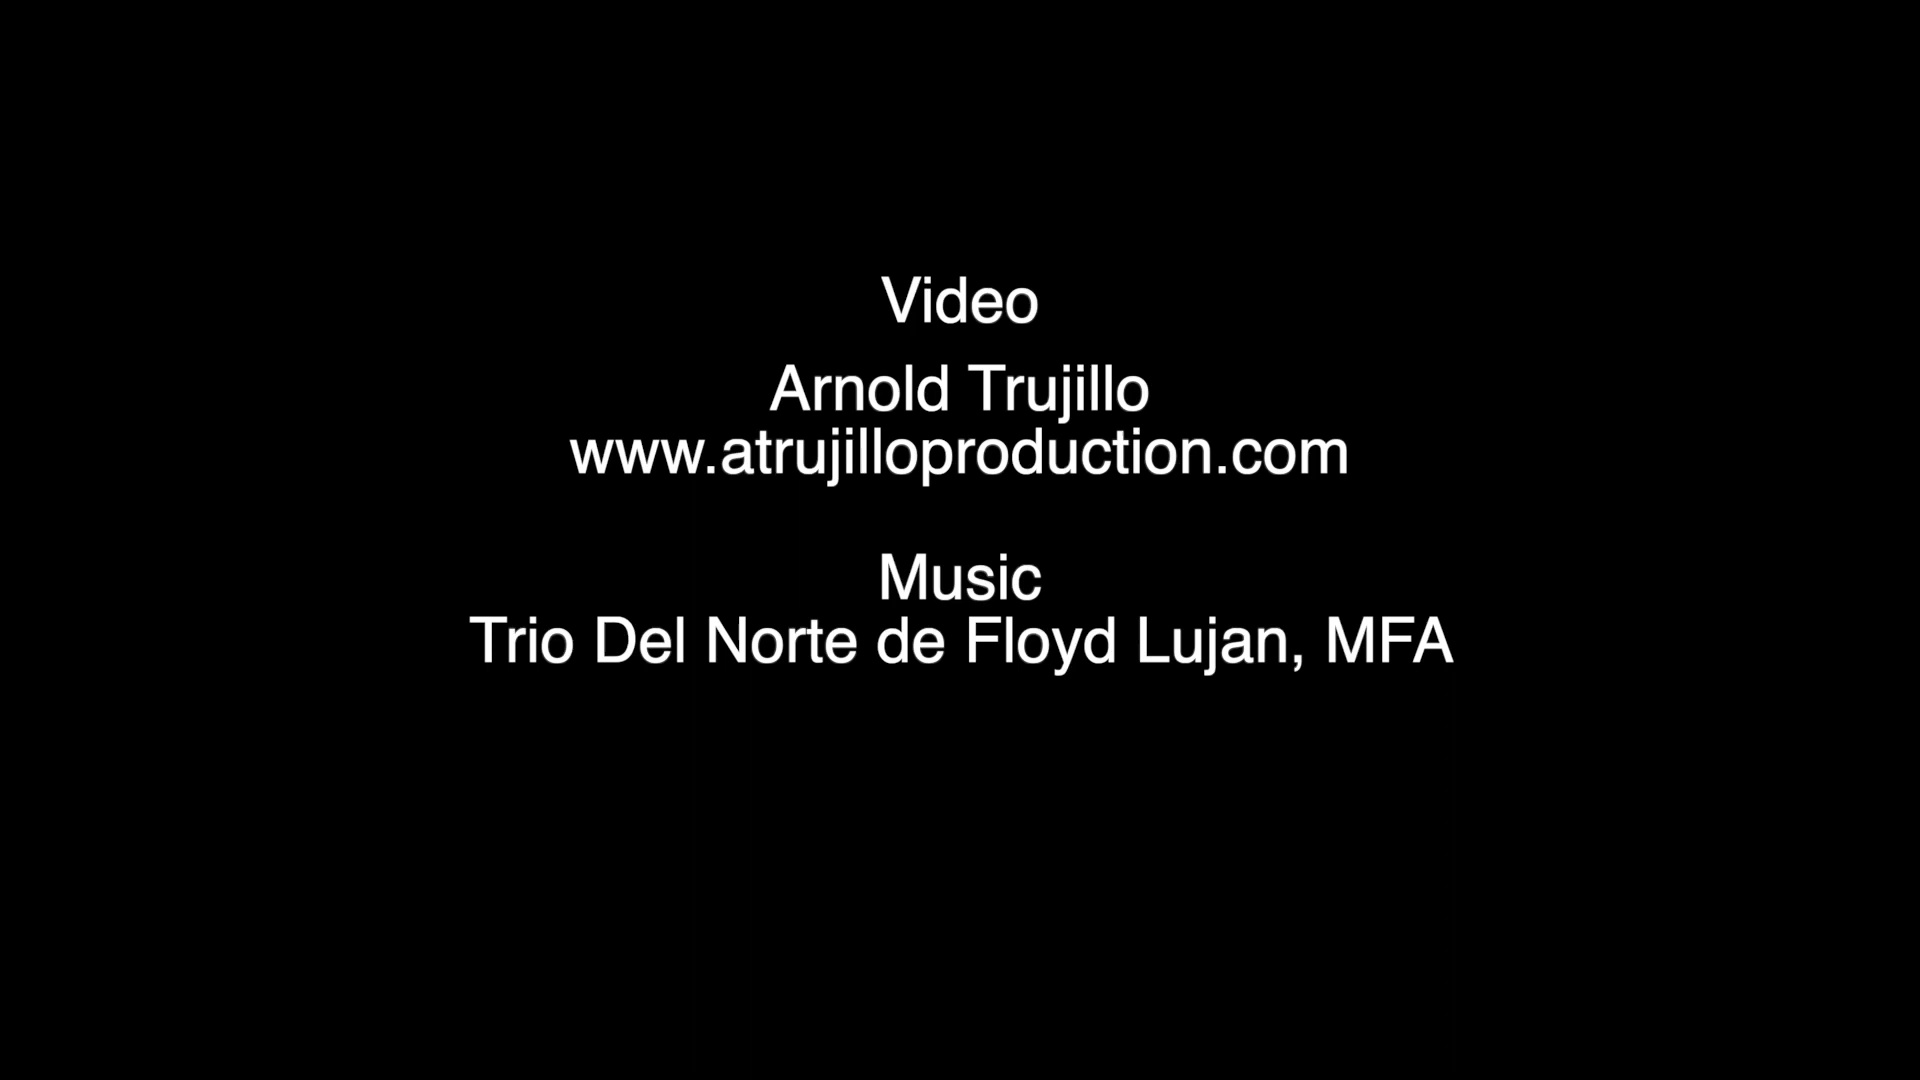 Video
Arnold Trujillo
www.atrujilloproduction.com
Music
Trio Del Norte de Floyd Lujan, MFA